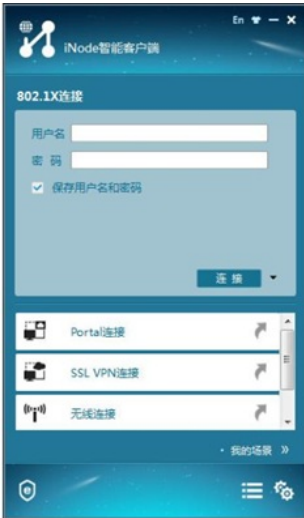 En
iNode智能客户端
802.1X连接
用户名
密 码
保存用户名和密码
连 接
Portal连接
SSL VPN连接
无线连接
· 我的场景 »